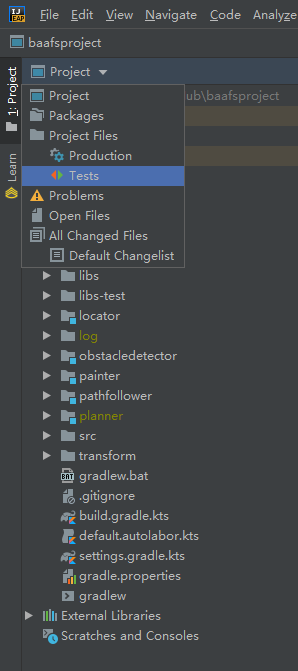 IJ EAP File Edit View Navigate Code Analyze
baafsproject
Project
1: Project
Learn
Project
ub\baafsproject
Packages
Project Files
Production
Tests
Problems
Open Files
All Changed Files
Default Changelist
libs
libs-test
locator
log
obstacledetector
painter
pathfollower
planner
src
transform
BAT gradlew.bat
.gitignore
build.gradle.kts
default.autolabor.kts
settings.gradle.kts
gradle.properties
gradlew
External Libraries
Scratches and Consoles